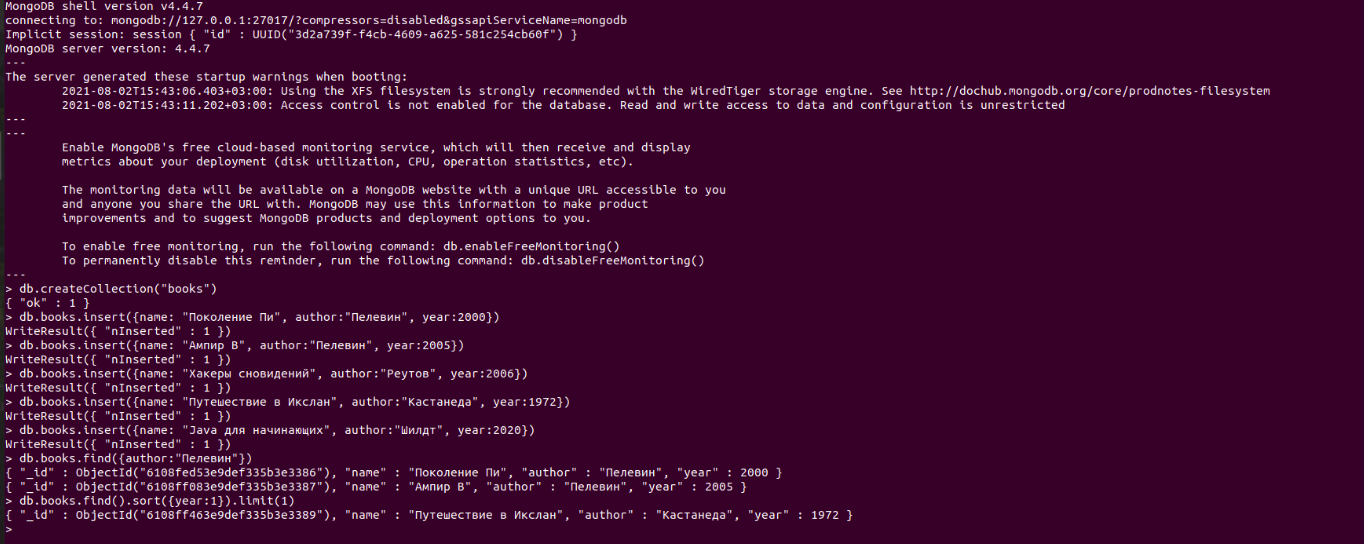 MongoDB shell version v4.4.7
connecting to: mongodb://127.0.0.1:27017/?compressors=disabled&gssapiServiceName=mongodb
Implicit session: session { "id" : UUID("3d2a739f-f4cb-4609-a625-581c254cb60f") }
MongoDB server version: 4.4.7
---
The server generated these startup warnings when booting:
        2021-08-02T15:43:06.403+03:00: Using the XFS filesystem is strongly recommended with the WiredTiger storage engine. See http://dochub.mongodb.org/core/prodnotes-filesystem
        2021-08-02T15:43:11.202+03:00: Access control is not enabled for the database. Read and write access to data and configuration is unrestricted
---
---
        Enable MongoDB's free cloud-based monitoring service, which will then receive and display
        metrics about your deployment (disk utilization, CPU, operation statistics, etc).

        The monitoring data will be available on a MongoDB website with a unique URL accessible to you
        and anyone you share the URL with. MongoDB may use this information to make product
        improvements and to suggest MongoDB products and deployment options to you.

        To enable free monitoring, run the following command: db.enableFreeMonitoring()
        To permanently disable this reminder, run the following command: db.disableFreeMonitoring()
---
> db.createCollection("books")
{ "ok" : 1 }
> db.books.insert({name: "Поколение Пи", author:"Пелевин", year:2000})
WriteResult({ "nInserted" : 1 })
> db.books.insert({name: "Ампир В", author:"Пелевин", year:2005})
WriteResult({ "nInserted" : 1 })
> db.books.insert({name: "Хакеры сновидений", author:"Реутов", year:2006})
WriteResult({ "nInserted" : 1 })
> db.books.insert({name: "Путешествие в Икслан", author:"Кастанеда", year:1972})
WriteResult({ "nInserted" : 1 })
> db.books.insert({name: "Java для начинающих", author:"Шилдт", year:2020})
WriteResult({ "nInserted" : 1 })
> db.books.find({author:"Пелевин"})
{ "_id" : ObjectId("6108fed53e9def335b3e3386"), "name" : "Поколение Пи", "author" : "Пелевин", "year" : 2000 }
{ "_id" : ObjectId("6108ff083e9def335b3e3387"), "name" : "Ампир В", "author" : "Пелевин", "year" : 2005 }
> db.books.find().sort({year:1}).limit(1)
{ "_id" : ObjectId("6108ff463e9def335b3e3389"), "name" : "Путешествие в Икслан", "author" : "Кастанеда", "year" : 1972 }
>